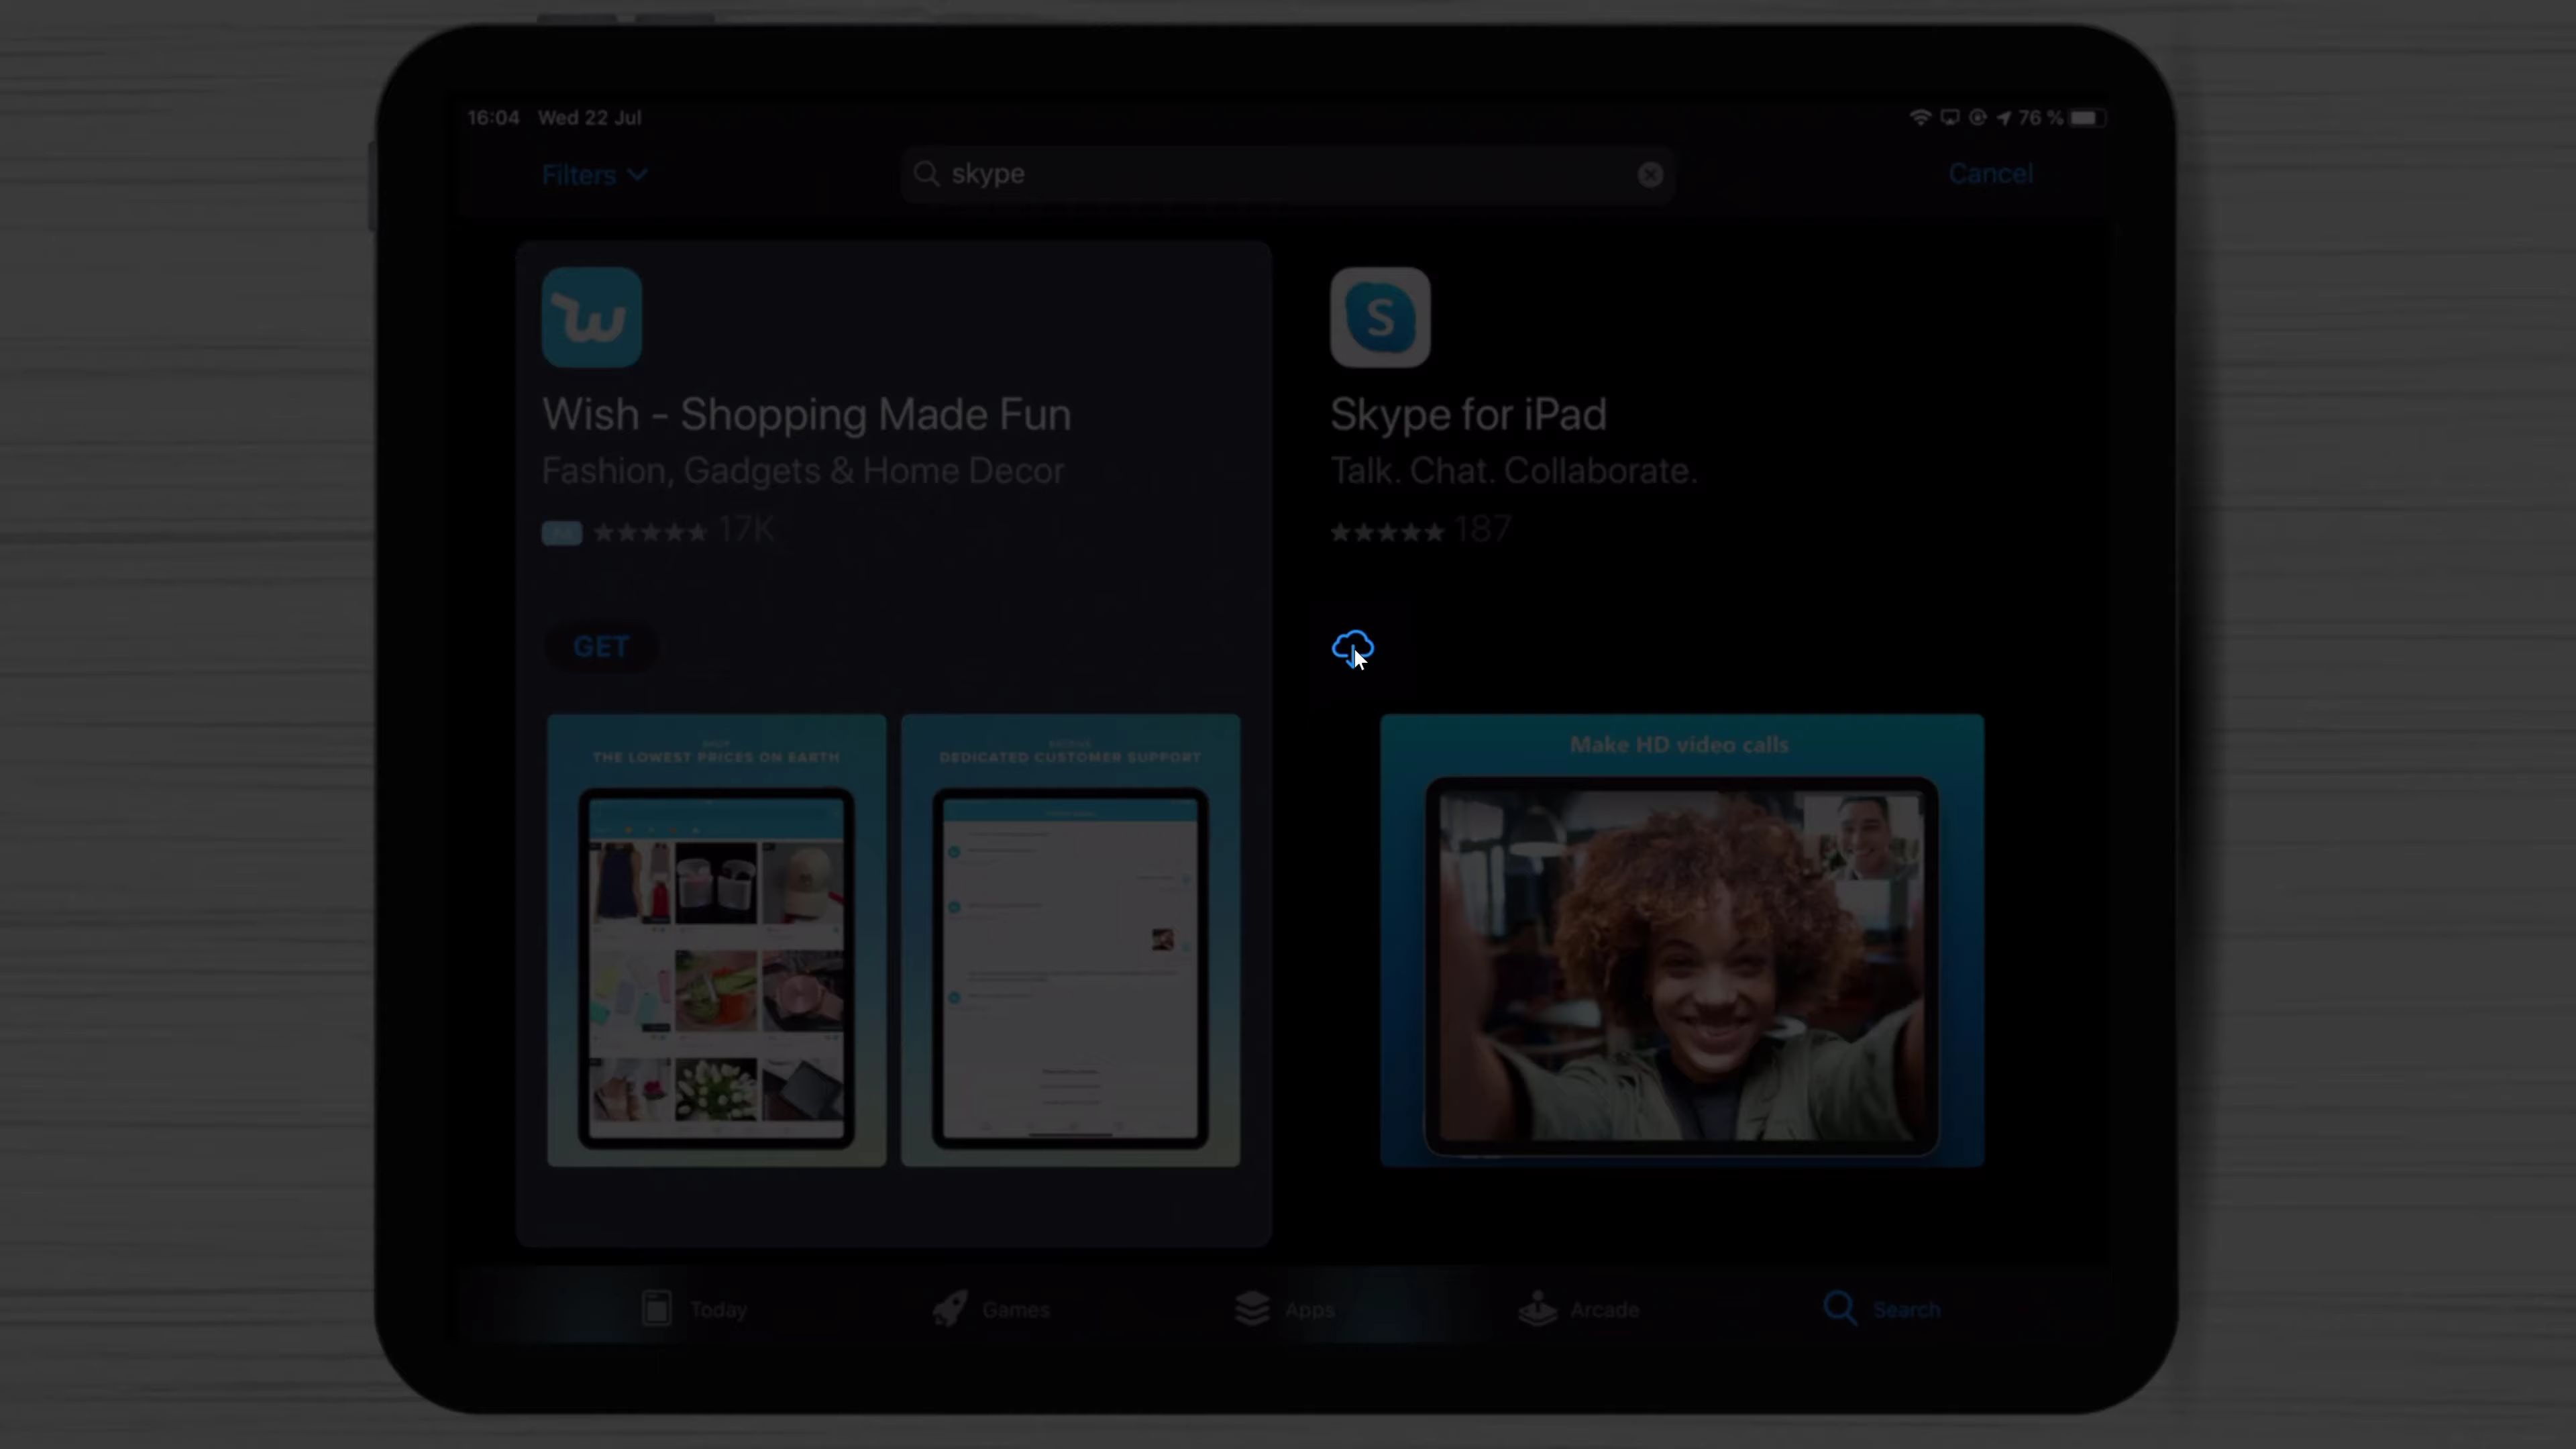 16:04 Wed 22 Jul
76 %
Filters
skype
Cancel
Wish - Shopping Made Fun
Fashion, Gadgets & Home Decor
Ad ★★★★★ 17K
GET
THE LOWEST PRICES ON EARTH
DEDICATED CUSTOMER SUPPORT
S
Skype for iPad
Talk. Chat. Collaborate.
★★★★★ 187
Make HD video calls
Today
Games
Apps
Arcade
Search